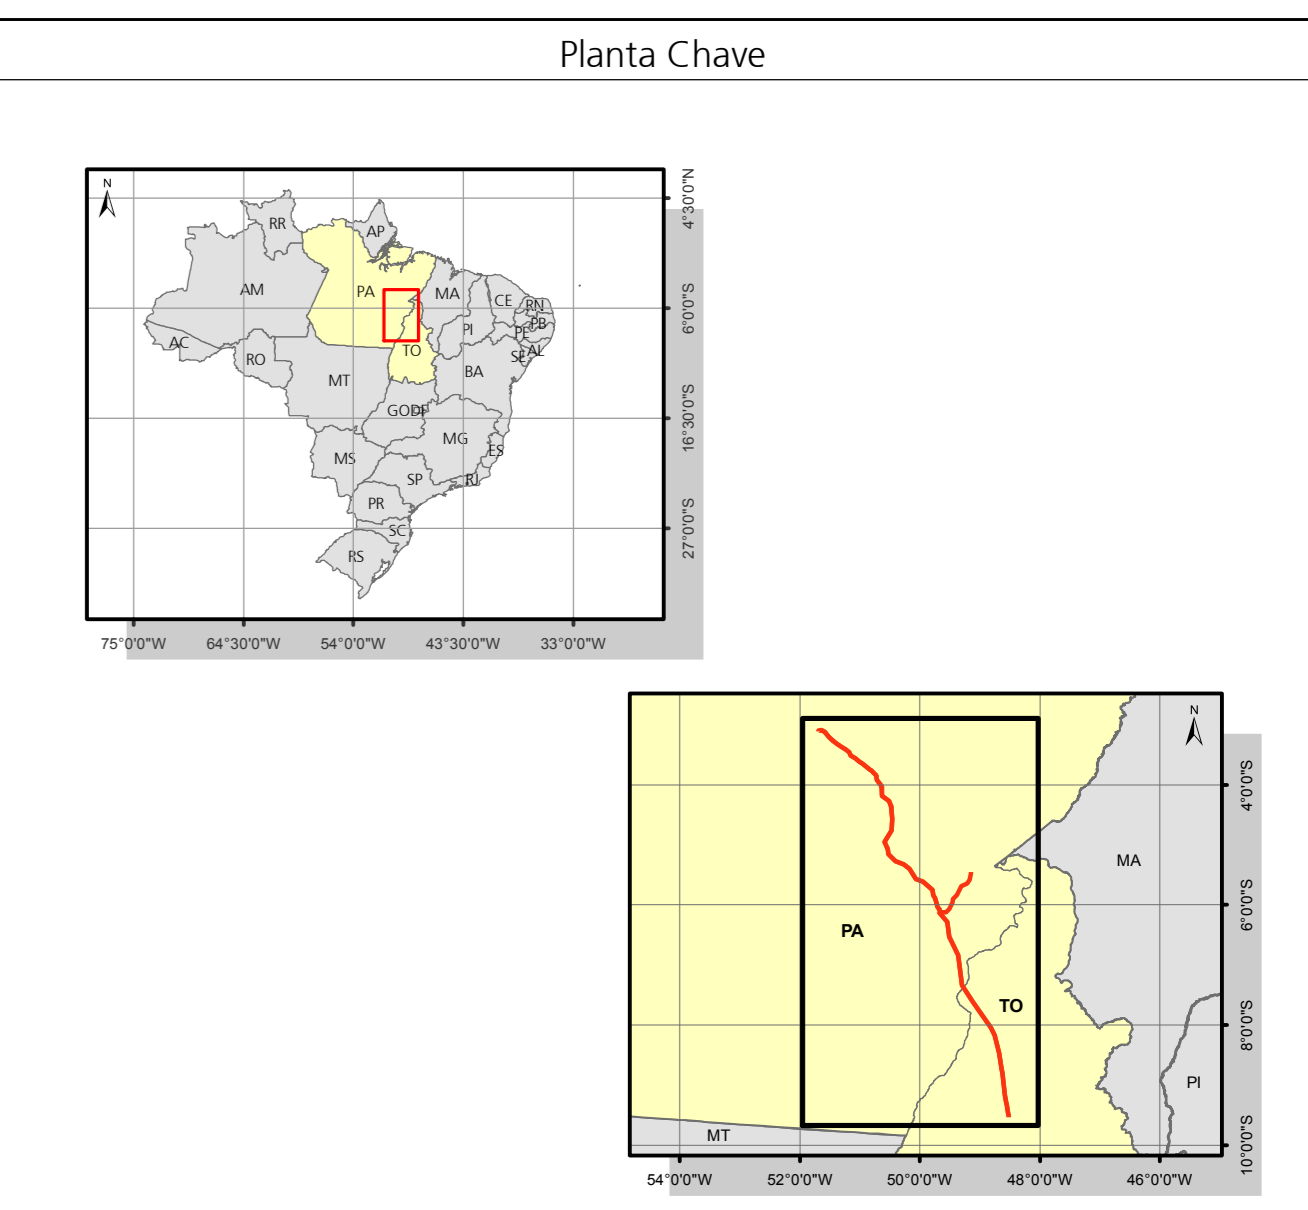 Planta Chave
N
RR
AP
AM
PA
MA
CE
RN
PB
PI
PE
AC
RO
TO
AL
SE
MT
BA
GO
DF
MG
ES
MS
SP
RJ
PR
SC
RS
4°30'0"N
6°0'0"S
16°30'0"S
27°0'0"S
75°0'0"W 64°30'0"W 54°0'0"W 43°30'0"W 33°0'0"W
N
MA
PA
TO
PI
MT
4°0'0"S
6°0'0"S
8°0'0"S
10°0'0"S
54°0'0"W 52°0'0"W 50°0'0"W 48°0'0"W 46°0'0"W